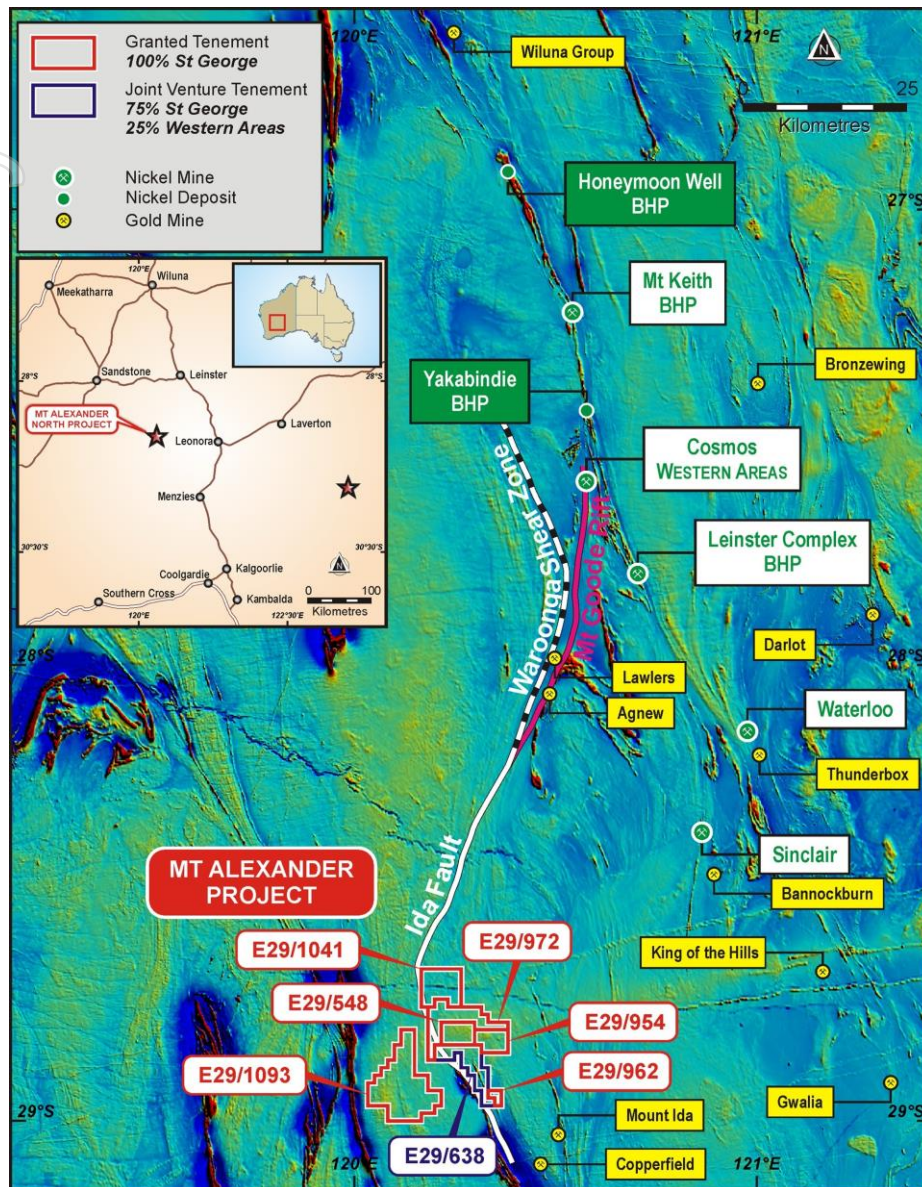 Granted Tenement
100% St George
Joint Venture Tenement
75% St George
25% Western Areas
Nickel Mine
Nickel Deposit
Gold Mine
120°E
121°E
N
0 25
Kilometres
Wiluna Group
Honeymoon Well
BHP
27°S
Mt Keith
BHP
Yakabindie
BHP
Bronzewing
Cosmos
WESTERN AREAS
Leinster Complex
BHP
Waroonga Shear Zone
Mt Goode Rift
Darlot
28°S
28°S
Lawlers
Agnew
Waterloo
Thunderbox
Sinclair
Bannockburn
Ida Fault
MT ALEXANDER
PROJECT
King of the Hills
E29/1041
E29/972
E29/548
E29/954
E29/1093
E29/962
E29/638
Gwalia
Mount Ida
Copperfield
29°S
29°S
120°E
121°E
120°E
Wiluna
Meekatharra
28°S
28°S
Sandstone
Leinster
MT ALEXANDER
NORTH PROJECT
Laverton
Leonora
Menzies
30°30'S
30°30'S
Kalgoorlie
Coolgardie
Southern Cross
Kambalda
N
0 100
Kilometres
120°E
122°30'E